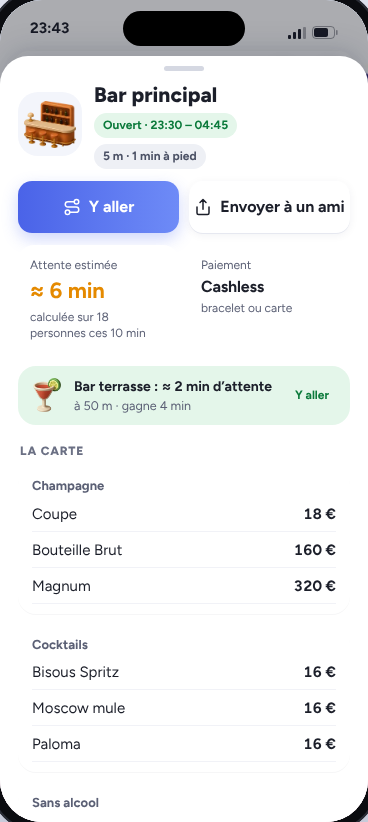 23:43
Bar principal
Ouvert · 23:30 – 04:45
5 m · 1 min à pied
Y aller
Envoyer à un ami
Attente estimée
≈ 6 min
calculée sur 18
personnes ces 10 min
Paiement
Cashless
bracelet ou carte
Bar terrasse : ≈ 2 min d’attente
à 50 m · gagne 4 min
Y aller
LA CARTE
Champagne
Coupe 18 €
Bouteille Brut 160 €
Magnum 320 €
Cocktails
Bisous Spritz 16 €
Moscow mule 16 €
Paloma 16 €
Sans alcool